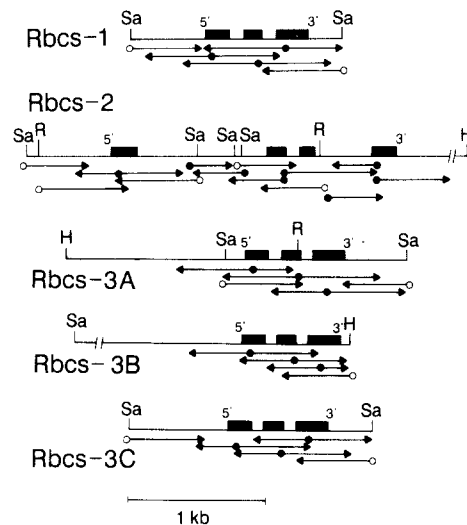 Sa 5´ 3´ Sa
Rbcs-1
Rbcs-2
Sa R 5´ Sa Sa Sa R 3´ H
H Sa 5´ R 3´ Sa
Rbcs-3A
Sa 5´ 3´ H
Rbcs-3B
Sa 5´ 3´ Sa
Rbcs-3C
1 kb